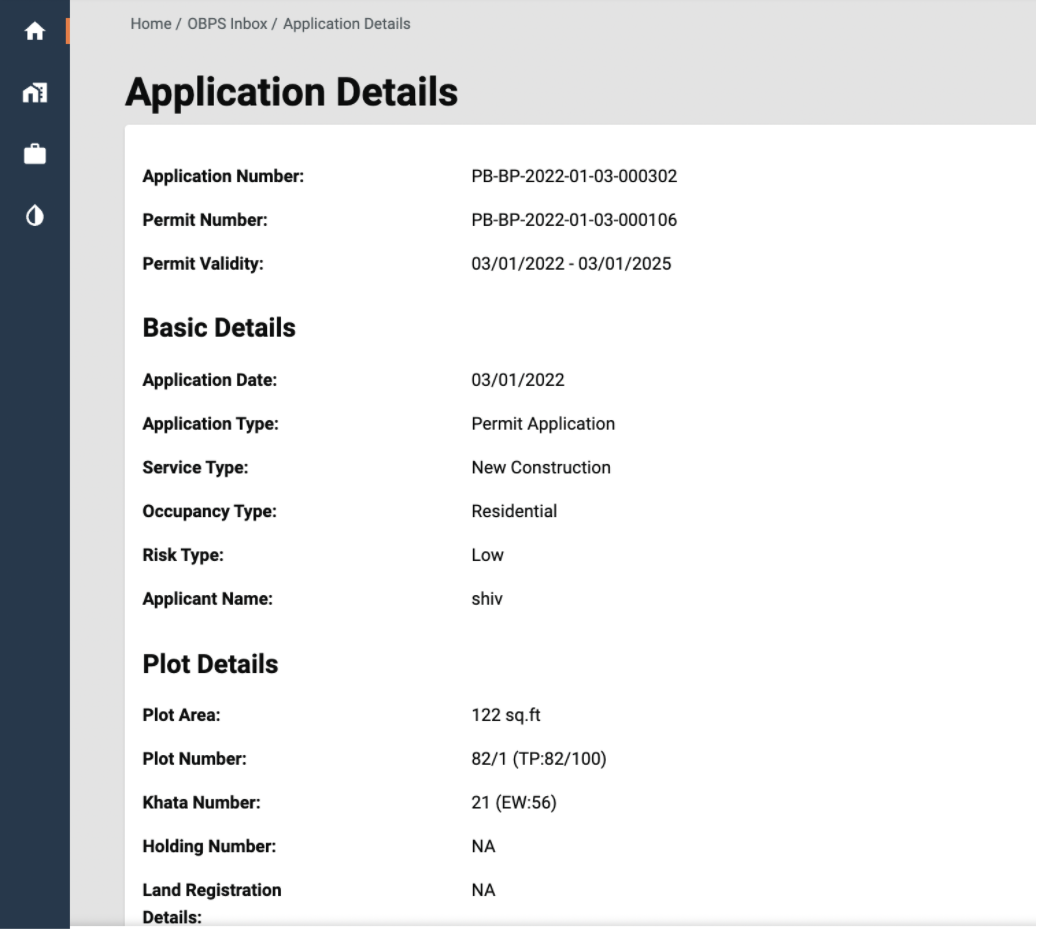 Home / OBPS Inbox / Application Details
Application Details
Application Number: PB-BP-2022-01-03-000302
Permit Number: PB-BP-2022-01-03-000106
Permit Validity: 03/01/2022 - 03/01/2025
Basic Details
Application Date: 03/01/2022
Application Type: Permit Application
Service Type: New Construction
Occupancy Type: Residential
Risk Type: Low
Applicant Name: shiv
Plot Details
Plot Area: 122 sq.ft
Plot Number: 82/1 (TP:82/100)
Khata Number: 21 (EW:56)
Holding Number: NA
Land Registration NA
Details: